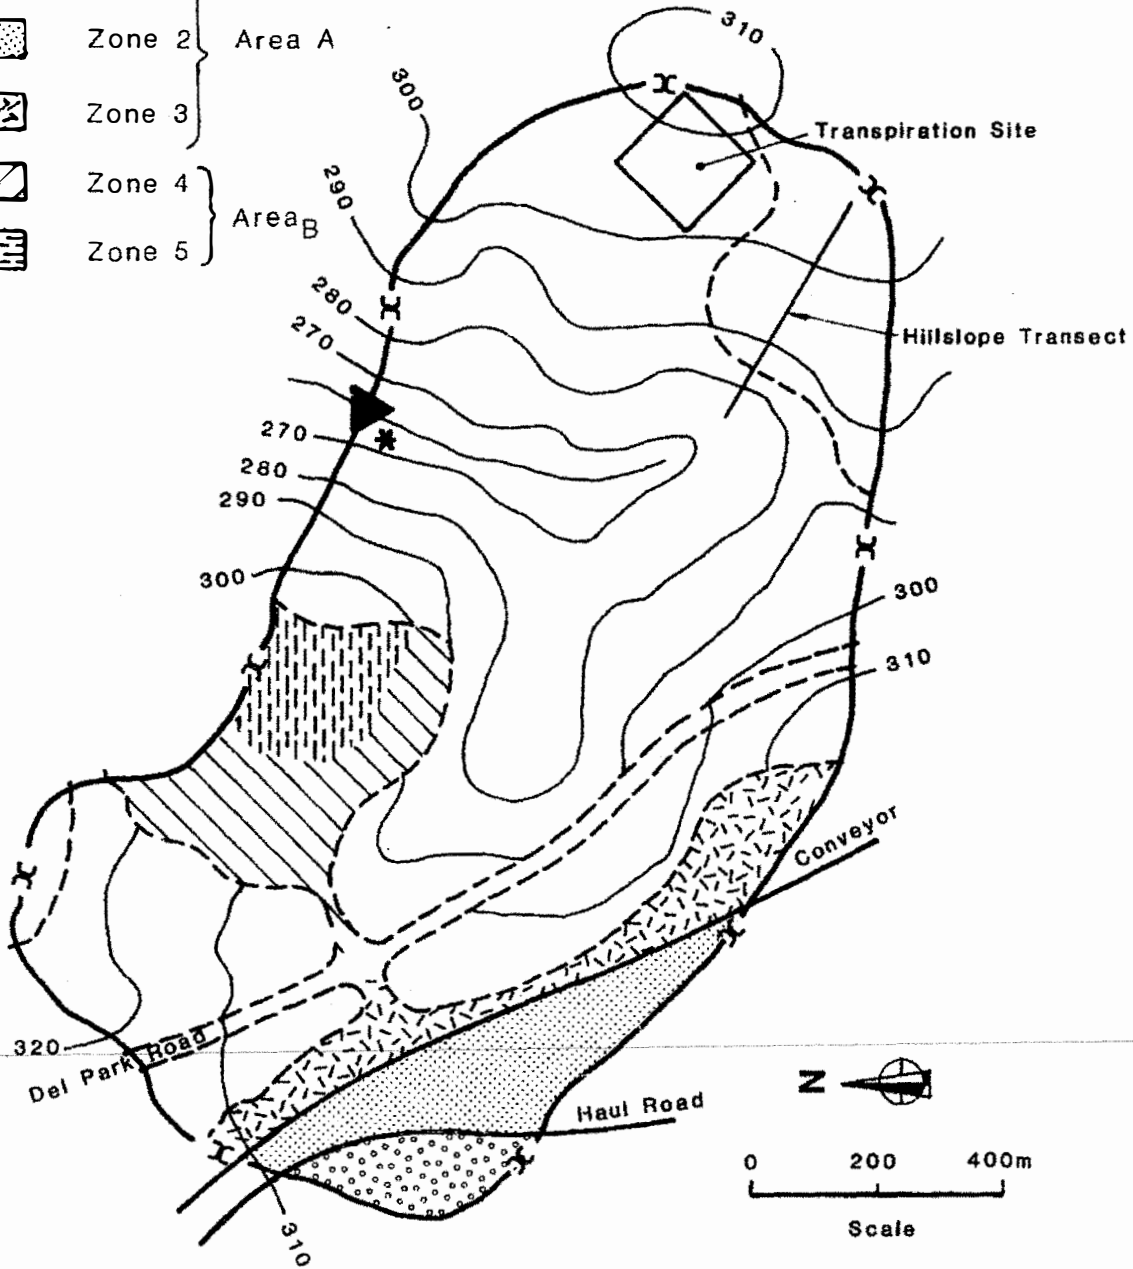 Zone 2
Area A
Zone 3
Zone 4
Area B
Zone 5
310
300
Transpiration Site
290
280
270
Hillslope Transect
270
280
290
300
300
310
Conveyor
320
Del Park Road
N
Haul Road
0 200 400m
Scale
310